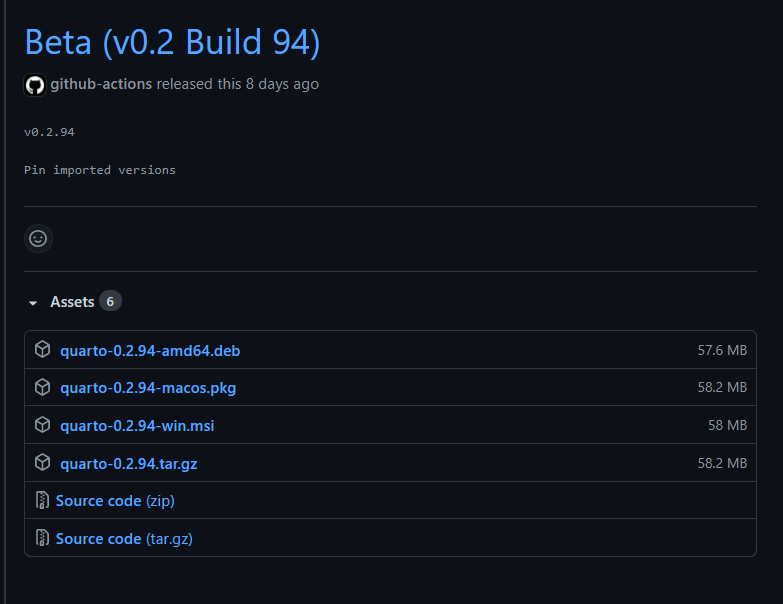 Beta (v0.2 Build 94)
github-actions released this 8 days ago
v0.2.94
Pin imported versions
Assets 6
quarto-0.2.94-amd64.deb 57.6 MB
quarto-0.2.94-macos.pkg 58.2 MB
quarto-0.2.94-win.msi 58 MB
quarto-0.2.94.tar.gz 58.2 MB
Source code (zip)
Source code (tar.gz)